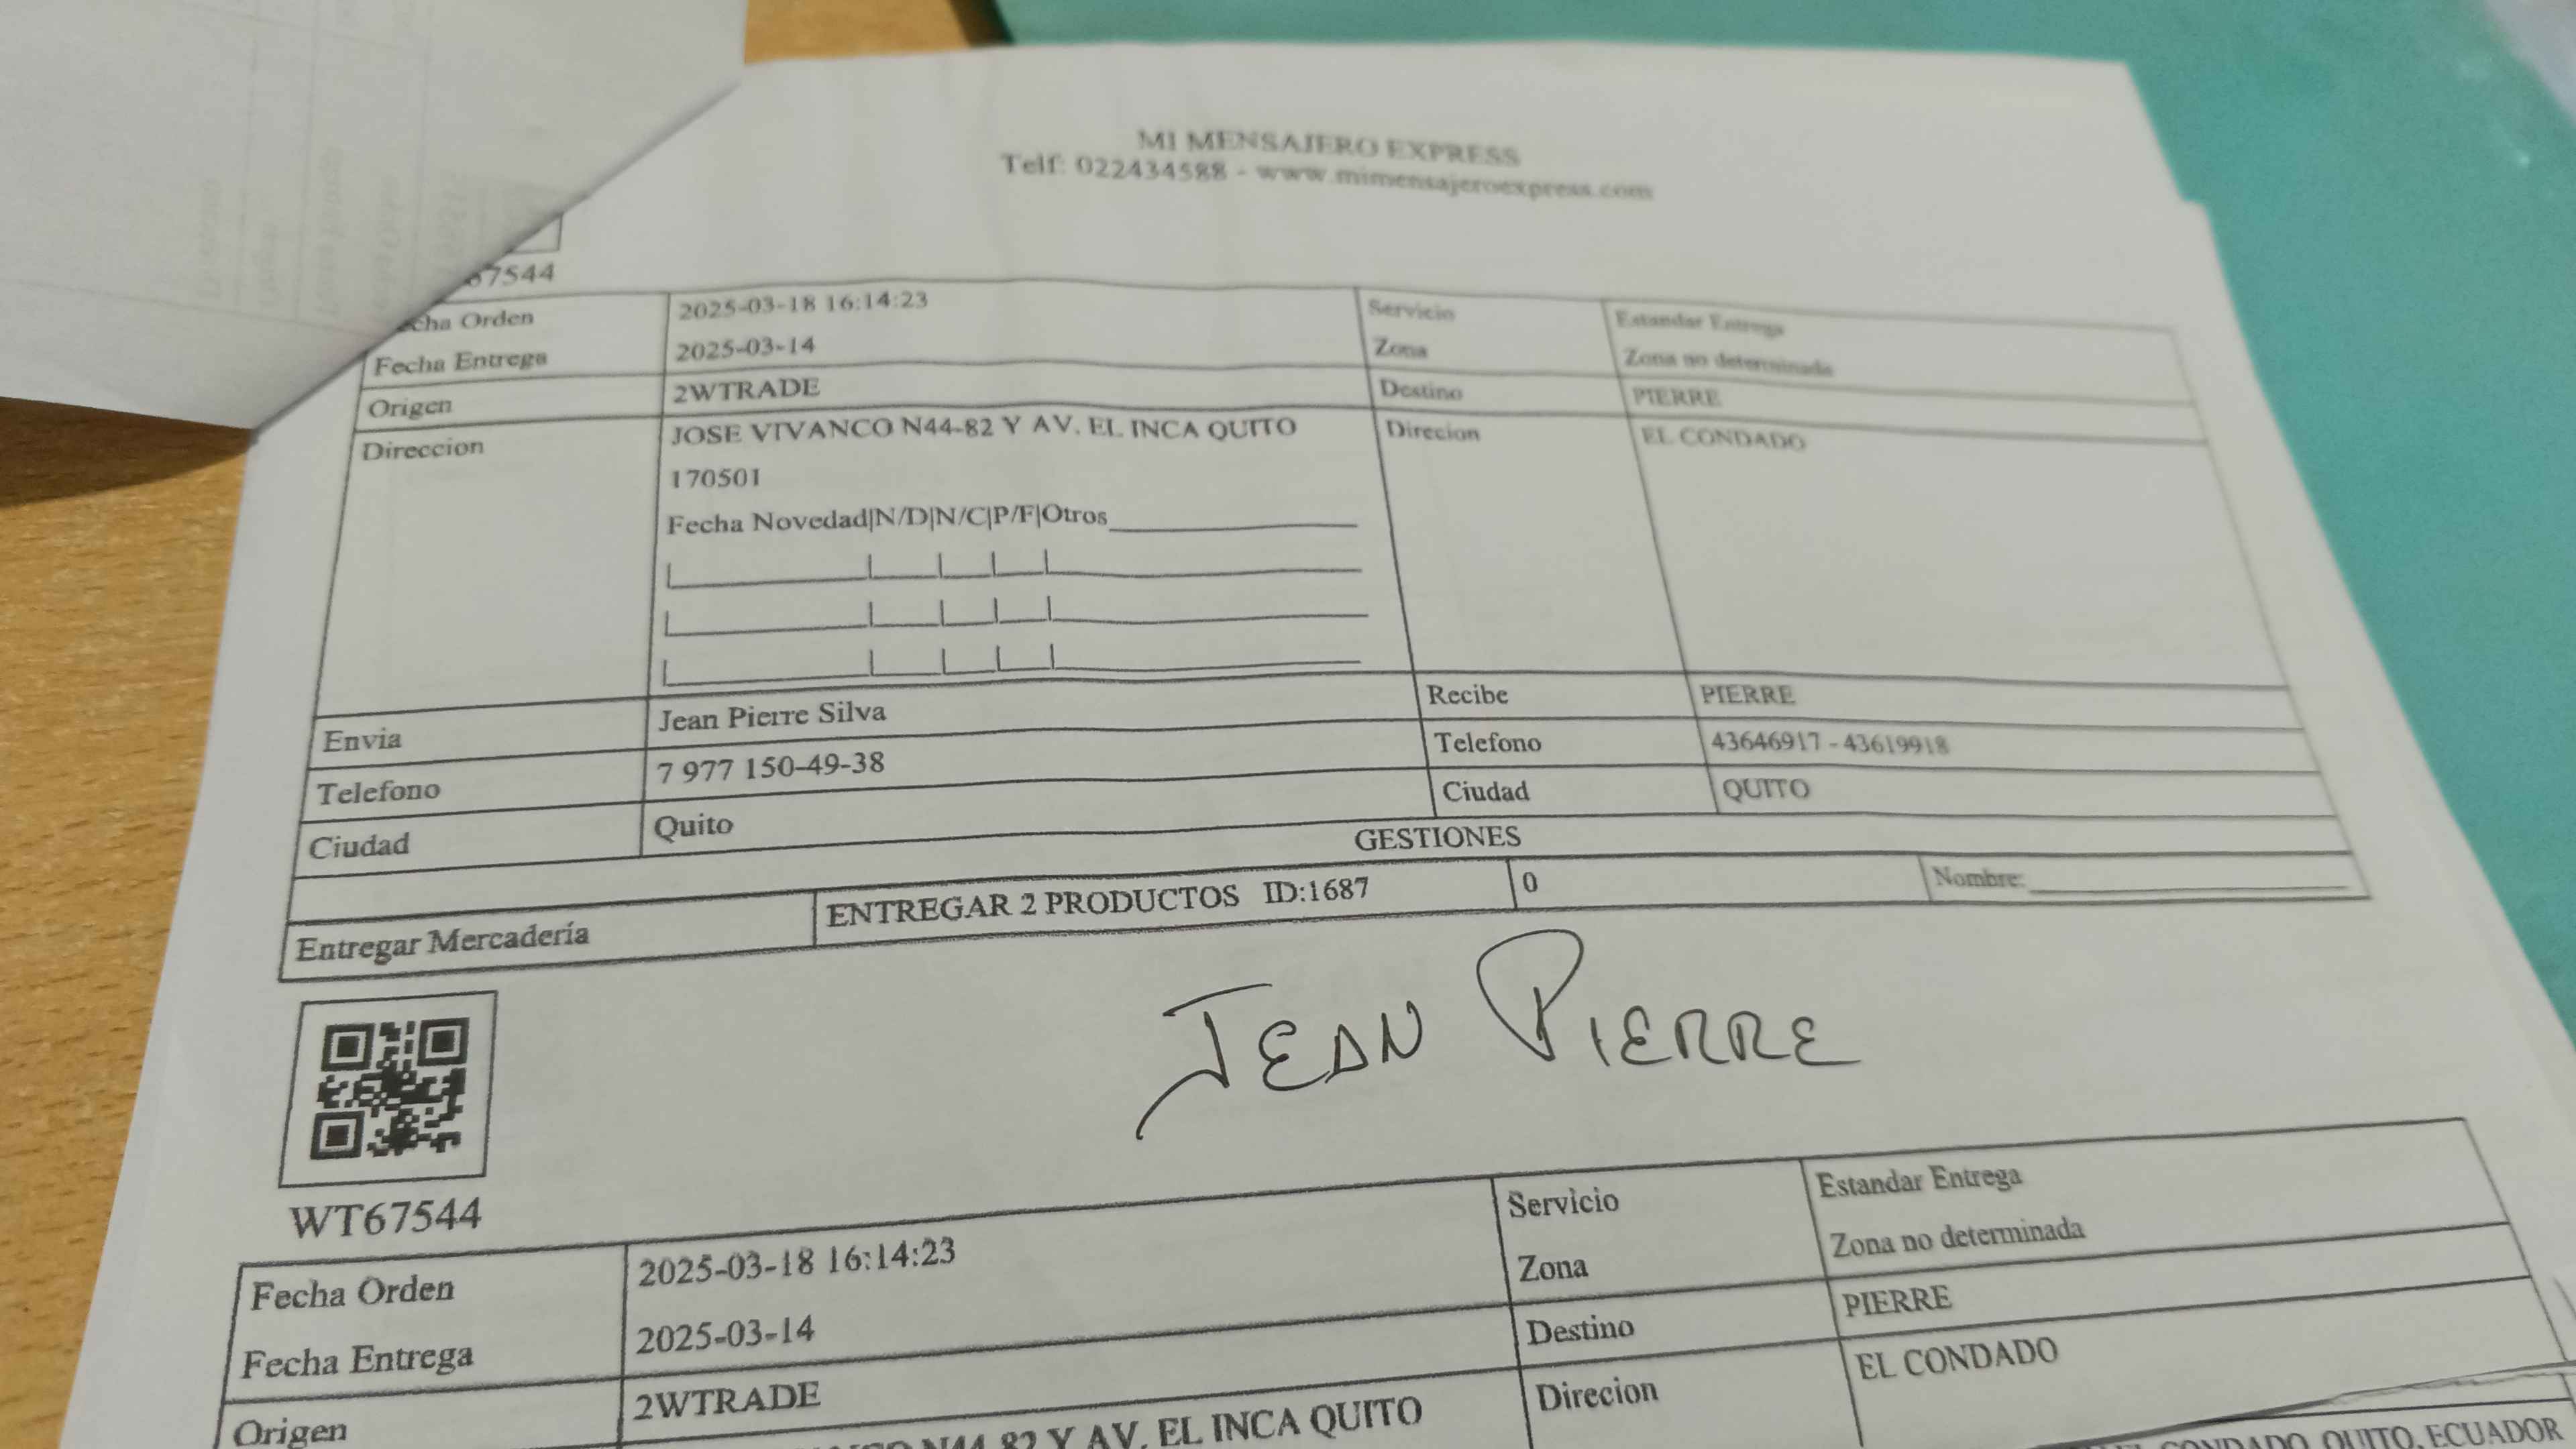 MI MENSAJERO EXPRESS
Telf: 022434588 - www.mimensajeroexpress.com
67544
cha Orden 2025-03-18 16:14:23 Servicio Estandar Entrega
Fecha Entrega 2025-03-14 Zona Zona no determinada
Origen 2WTRADE Destino PIERRE
Direccion JOSE VIVANCO N44-82 Y AV. EL INCA QUITO Direcion EL CONDADO
170501
Fecha Novedad|N/D|N/C|P/F|Otros
Envia Jean Pierre Silva Recibe PIERRE
Telefono 7 977 150-49-38 Telefono 43646917 - 43619918
Ciudad Quito Ciudad QUITO
GESTIONES
Entregar Mercadería ENTREGAR 2 PRODUCTOS ID:1687 0 Nombre:
JEAN PIERRE
WT67544
Fecha Orden 2025-03-18 16:14:23 Servicio Estandar Entrega
Fecha Entrega 2025-03-14 Zona Zona no determinada
Origen 2WTRADE Destino PIERRE
N44-82 Y AV. EL INCA QUITO Direcion EL CONDADO
CONDADO, QUITO, ECUADOR